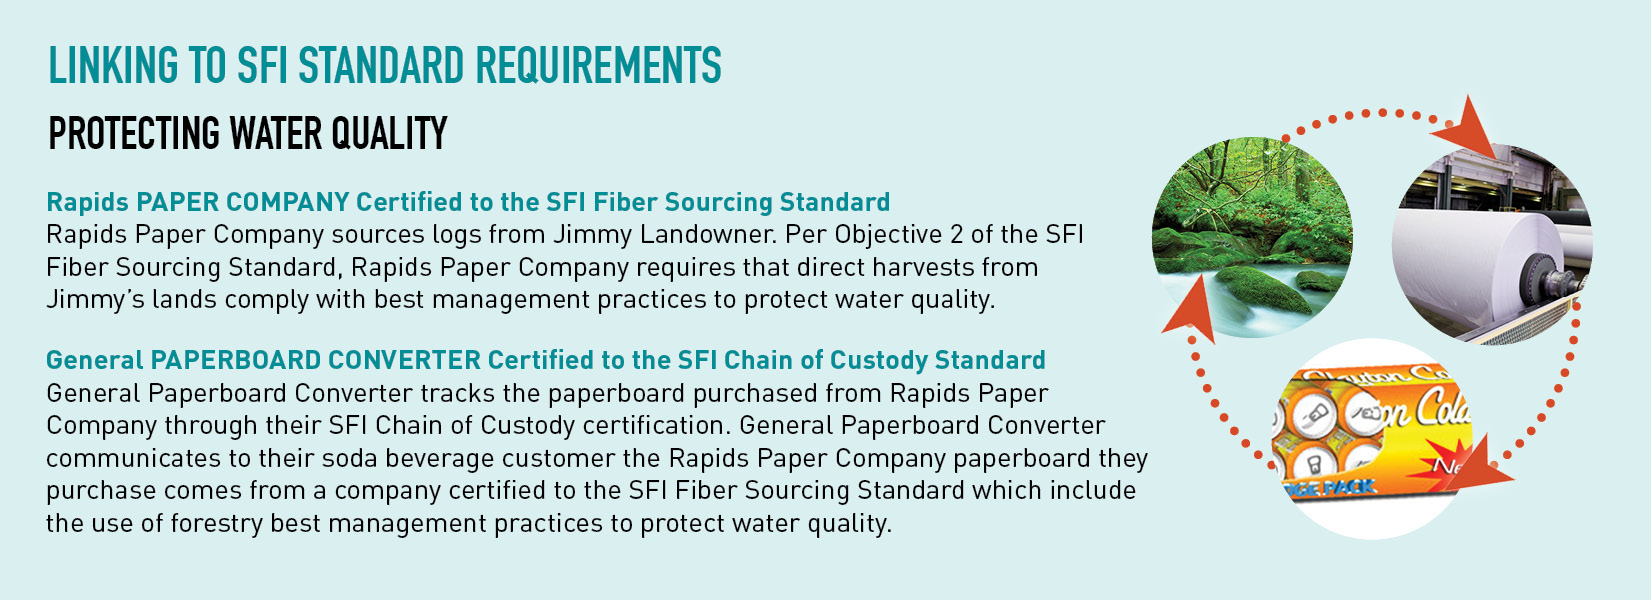 LINKING TO SFI STANDARD REQUIREMENTS
PROTECTING WATER QUALITY
Rapids PAPER COMPANY Certified to the SFI Fiber Sourcing Standard
Rapids Paper Company sources logs from Jimmy Landowner. Per Objective 2 of the SFI
Fiber Sourcing Standard, Rapids Paper Company requires that direct harvests from
Jimmy’s lands comply with best management practices to protect water quality.
General PAPERBOARD CONVERTER Certified to the SFI Chain of Custody Standard
General Paperboard Converter tracks the paperboard purchased from Rapids Paper
Company through their SFI Chain of Custody certification. General Paperboard Converter
communicates to their soda beverage customer the Rapids Paper Company paperboard they
purchase comes from a company certified to the SFI Fiber Sourcing Standard which include
the use of forestry best management practices to protect water quality.
PACK